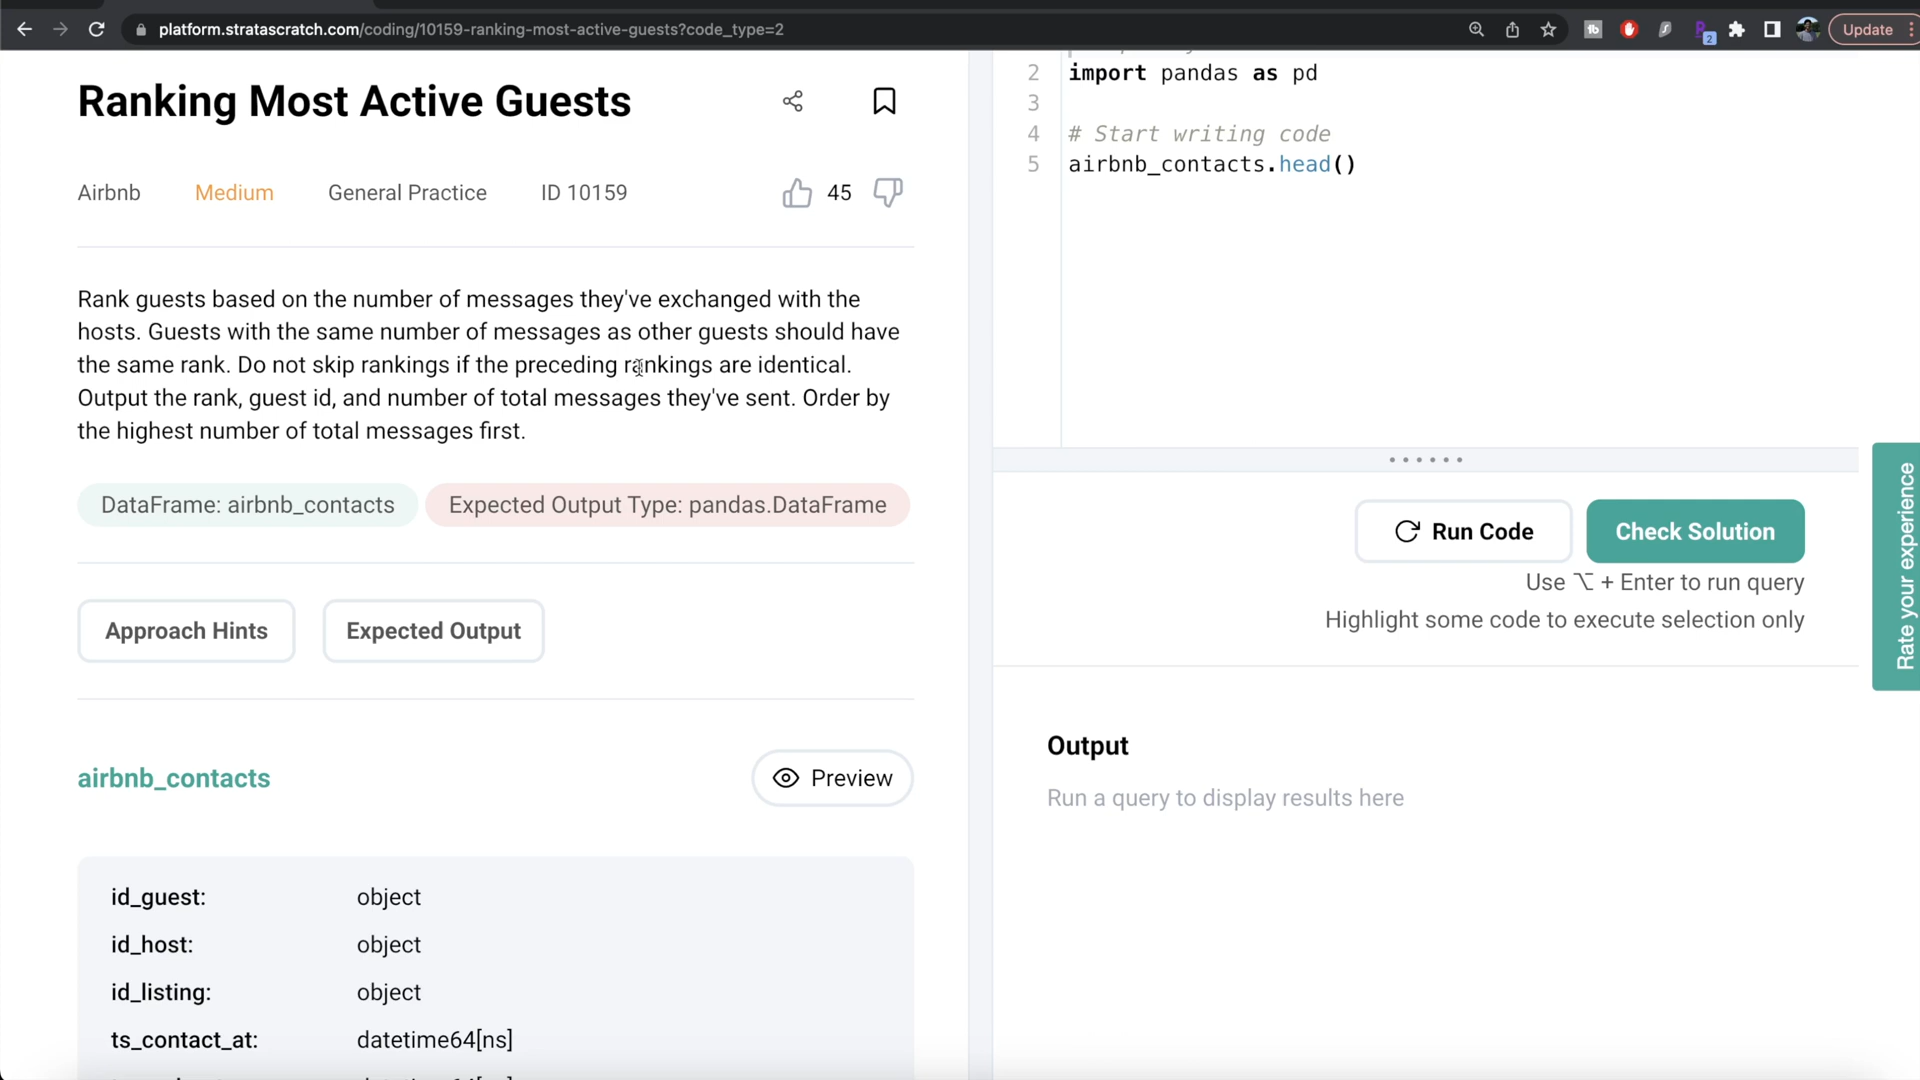 platform.stratascratch.com/coding/10159-ranking-most-active-guests?code_type=2
tb
2
Update
Ranking Most Active Guests
Airbnb Medium General Practice ID 10159 45
Rank guests based on the number of messages they've exchanged with the
hosts. Guests with the same number of messages as other guests should have
the same rank. Do not skip rankings if the preceding rankings are identical.
Output the rank, guest id, and number of total messages they've sent. Order by
the highest number of total messages first.
DataFrame: airbnb_contacts Expected Output Type: pandas.DataFrame
Approach Hints Expected Output
airbnb_contacts Preview
id_guest: object
id_host: object
id_listing: object
ts_contact_at: datetime64[ns]
2 import pandas as pd
3
4 # Start writing code
5 airbnb_contacts.head()
Run Code Check Solution
Use ⌥ + Enter to run query
Highlight some code to execute selection only
Output
Run a query to display results here
Rate your experience